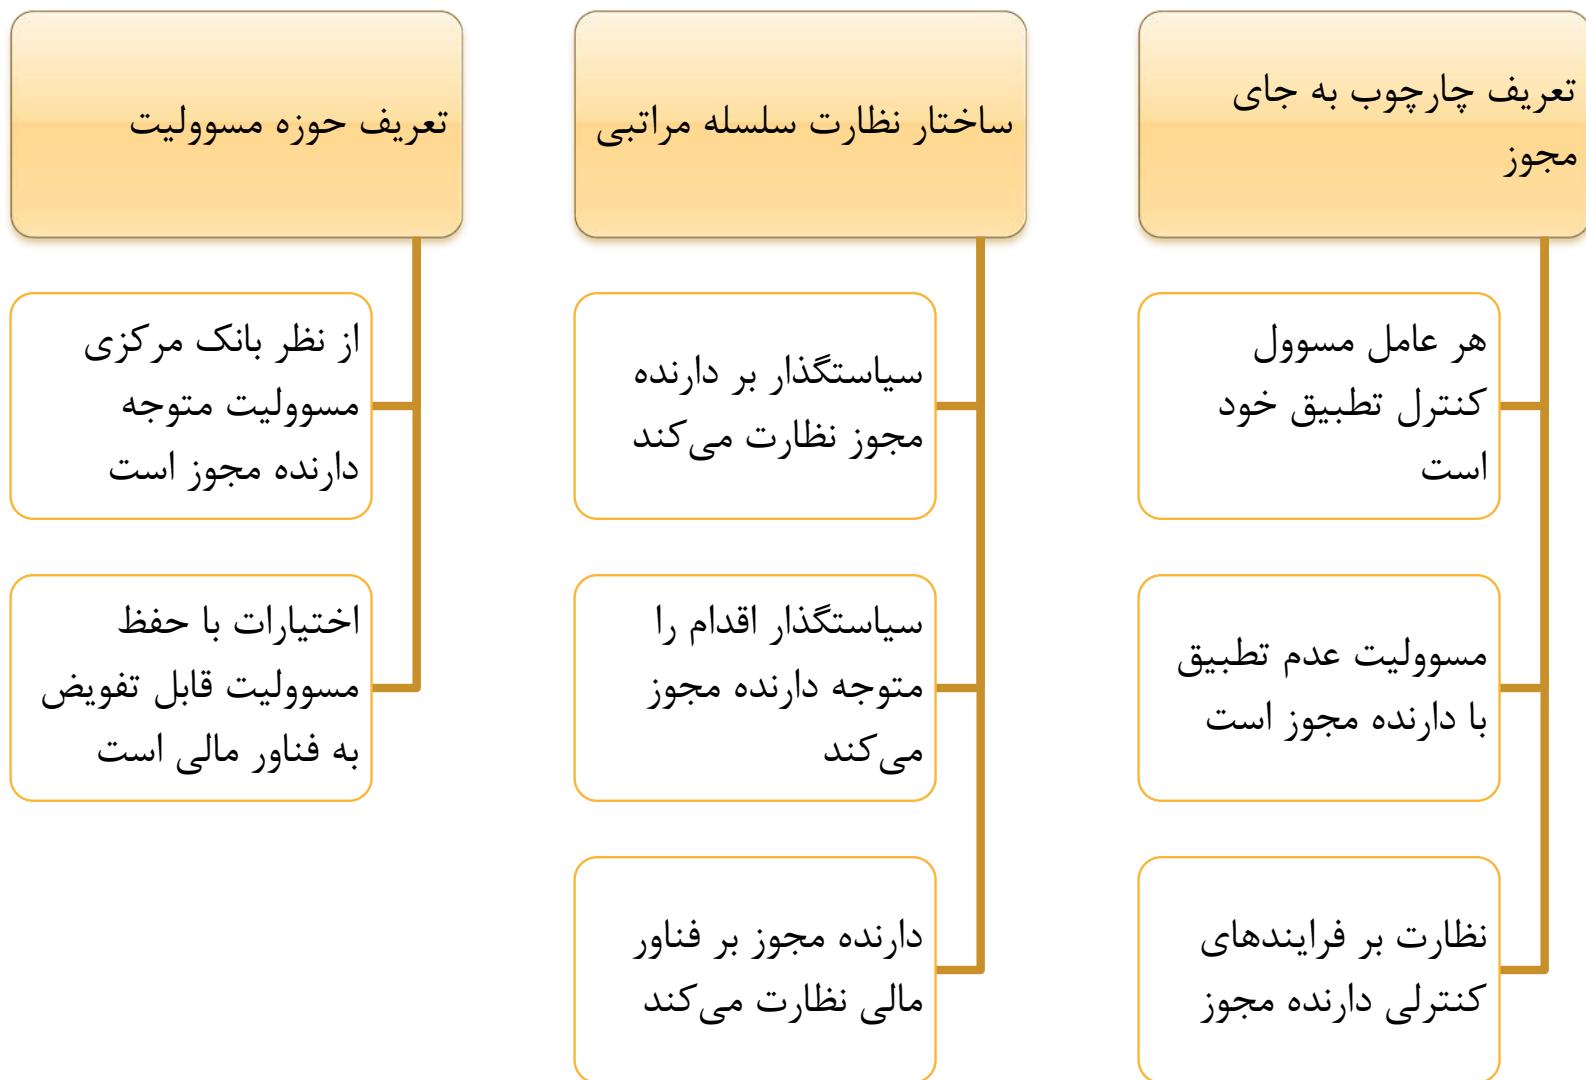 تعریف چارچوب به جای
مجوز
هر عامل مسوول
کنترل تطبیق خود
است
مسوولیت عدم تطبیق
با دارنده مجوز است
نظارت بر فرایندهای
کنترلی دارنده مجوز
ساختار نظارت سلسله مراتبی
سیاستگذار بر دارنده
مجوز نظارت می‌کند
سیاستگذار اقدام را
متوجه دارنده مجوز
می‌کند
دارنده مجوز بر فناور
مالی نظارت می‌کند
تعریف حوزه مسوولیت
از نظر بانک مرکزی
مسوولیت متوجه
دارنده مجوز است
اختیارات با حفظ
مسوولیت قابل تفویض
به فناور مالی است